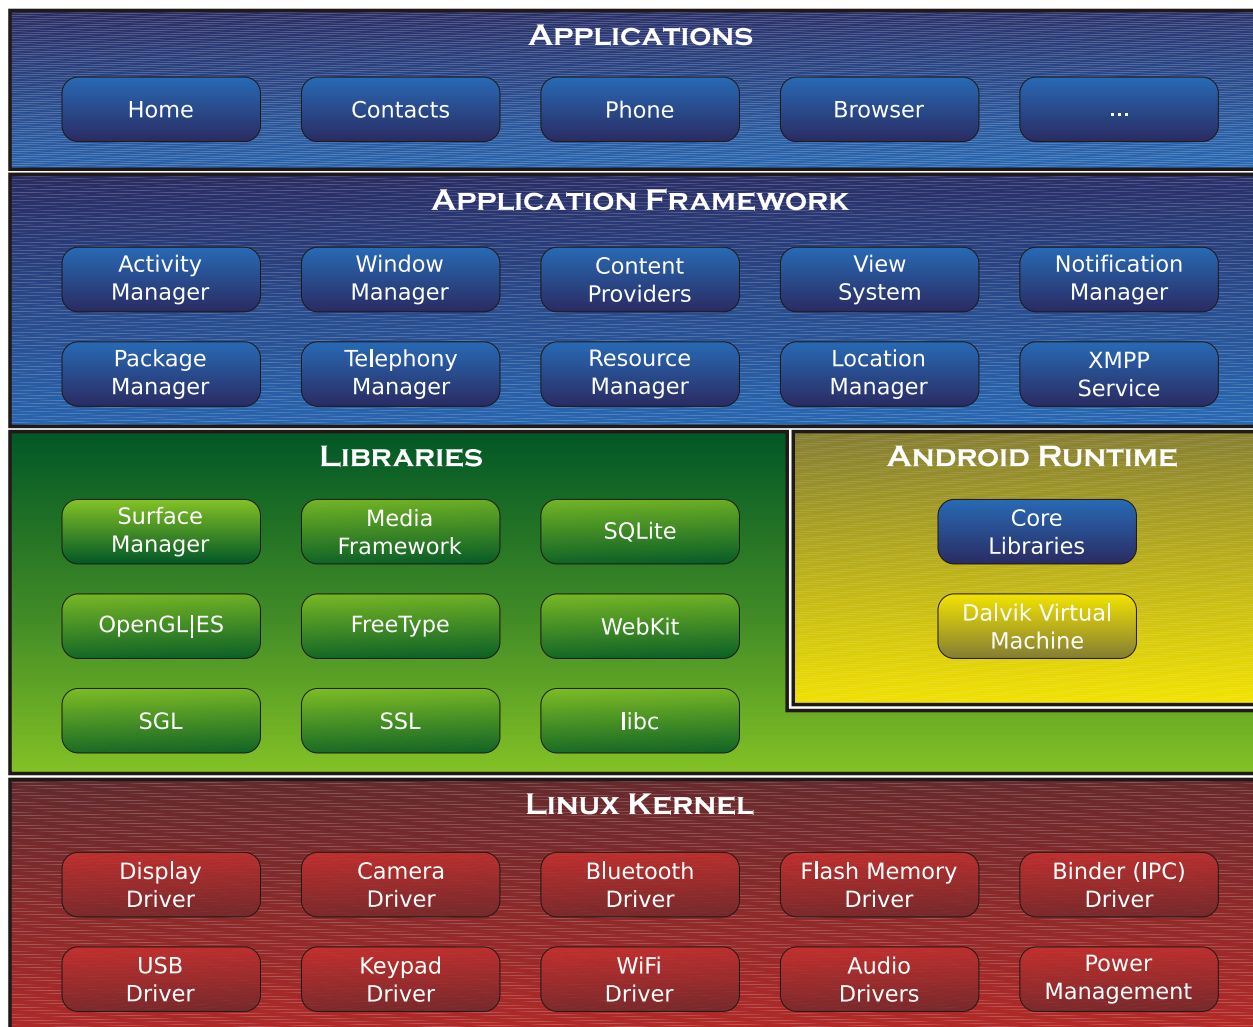 APPLICATIONS
Home
Contacts
Phone
Browser
...
APPLICATION FRAMEWORK
Activity
Manager
Window
Manager
Content
Providers
View
System
Notification
Manager
Package
Manager
Telephony
Manager
Resource
Manager
Location
Manager
XMPP
Service
LIBRARIES
Surface
Manager
Media
Framework
SQLite
OpenGL|ES
FreeType
WebKit
SGL
SSL
libc
ANDROID RUNTIME
Core
Libraries
Dalvik Virtual
Machine
LINUX KERNEL
Display
Driver
Camera
Driver
Bluetooth
Driver
Flash Memory
Driver
Binder (IPC)
Driver
USB
Driver
Keypad
Driver
WiFi
Driver
Audio
Drivers
Power
Management